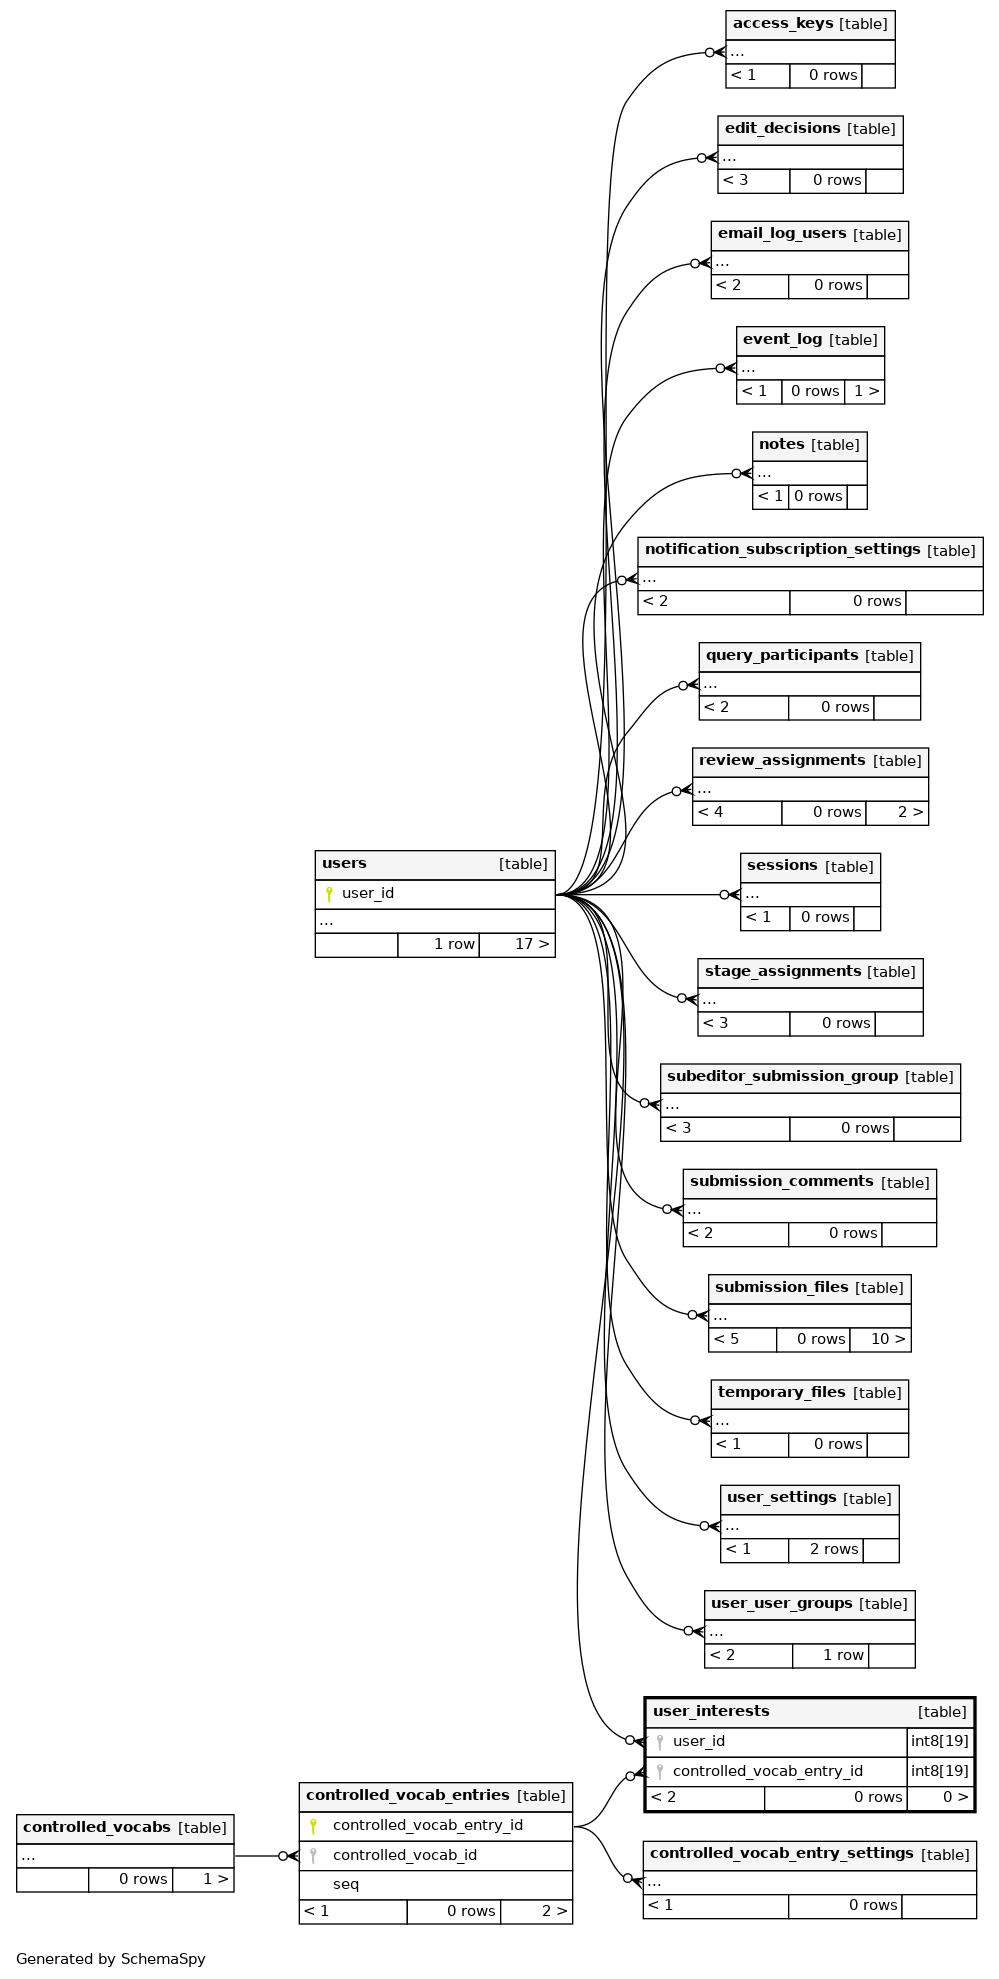 access_keys [table]
...
< 1 0 rows
edit_decisions [table]
...
< 3 0 rows
email_log_users [table]
...
< 2 0 rows
event_log [table]
...
< 1 0 rows 1 >
notes [table]
...
< 1 0 rows
notification_subscription_settings [table]
...
< 2 0 rows
query_participants [table]
...
< 2 0 rows
review_assignments [table]
...
< 4 0 rows 2 >
users [table]
user_id
...
1 row 17 >
sessions [table]
...
< 1 0 rows
stage_assignments [table]
...
< 3 0 rows
subeditor_submission_group [table]
...
< 3 0 rows
submission_comments [table]
...
< 2 0 rows
submission_files [table]
...
< 5 0 rows 10 >
temporary_files [table]
...
< 1 0 rows
user_settings [table]
...
< 1 2 rows
user_user_groups [table]
...
< 2 1 row
user_interests [table]
user_id int8[19]
controlled_vocab_entry_id int8[19]
< 2 0 rows 0 >
controlled_vocab_entries [table]
controlled_vocab_entry_id
controlled_vocab_id
seq
< 1 0 rows 2 >
controlled_vocabs [table]
...
0 rows 1 >
controlled_vocab_entry_settings [table]
...
< 1 0 rows
Generated by SchemaSpy